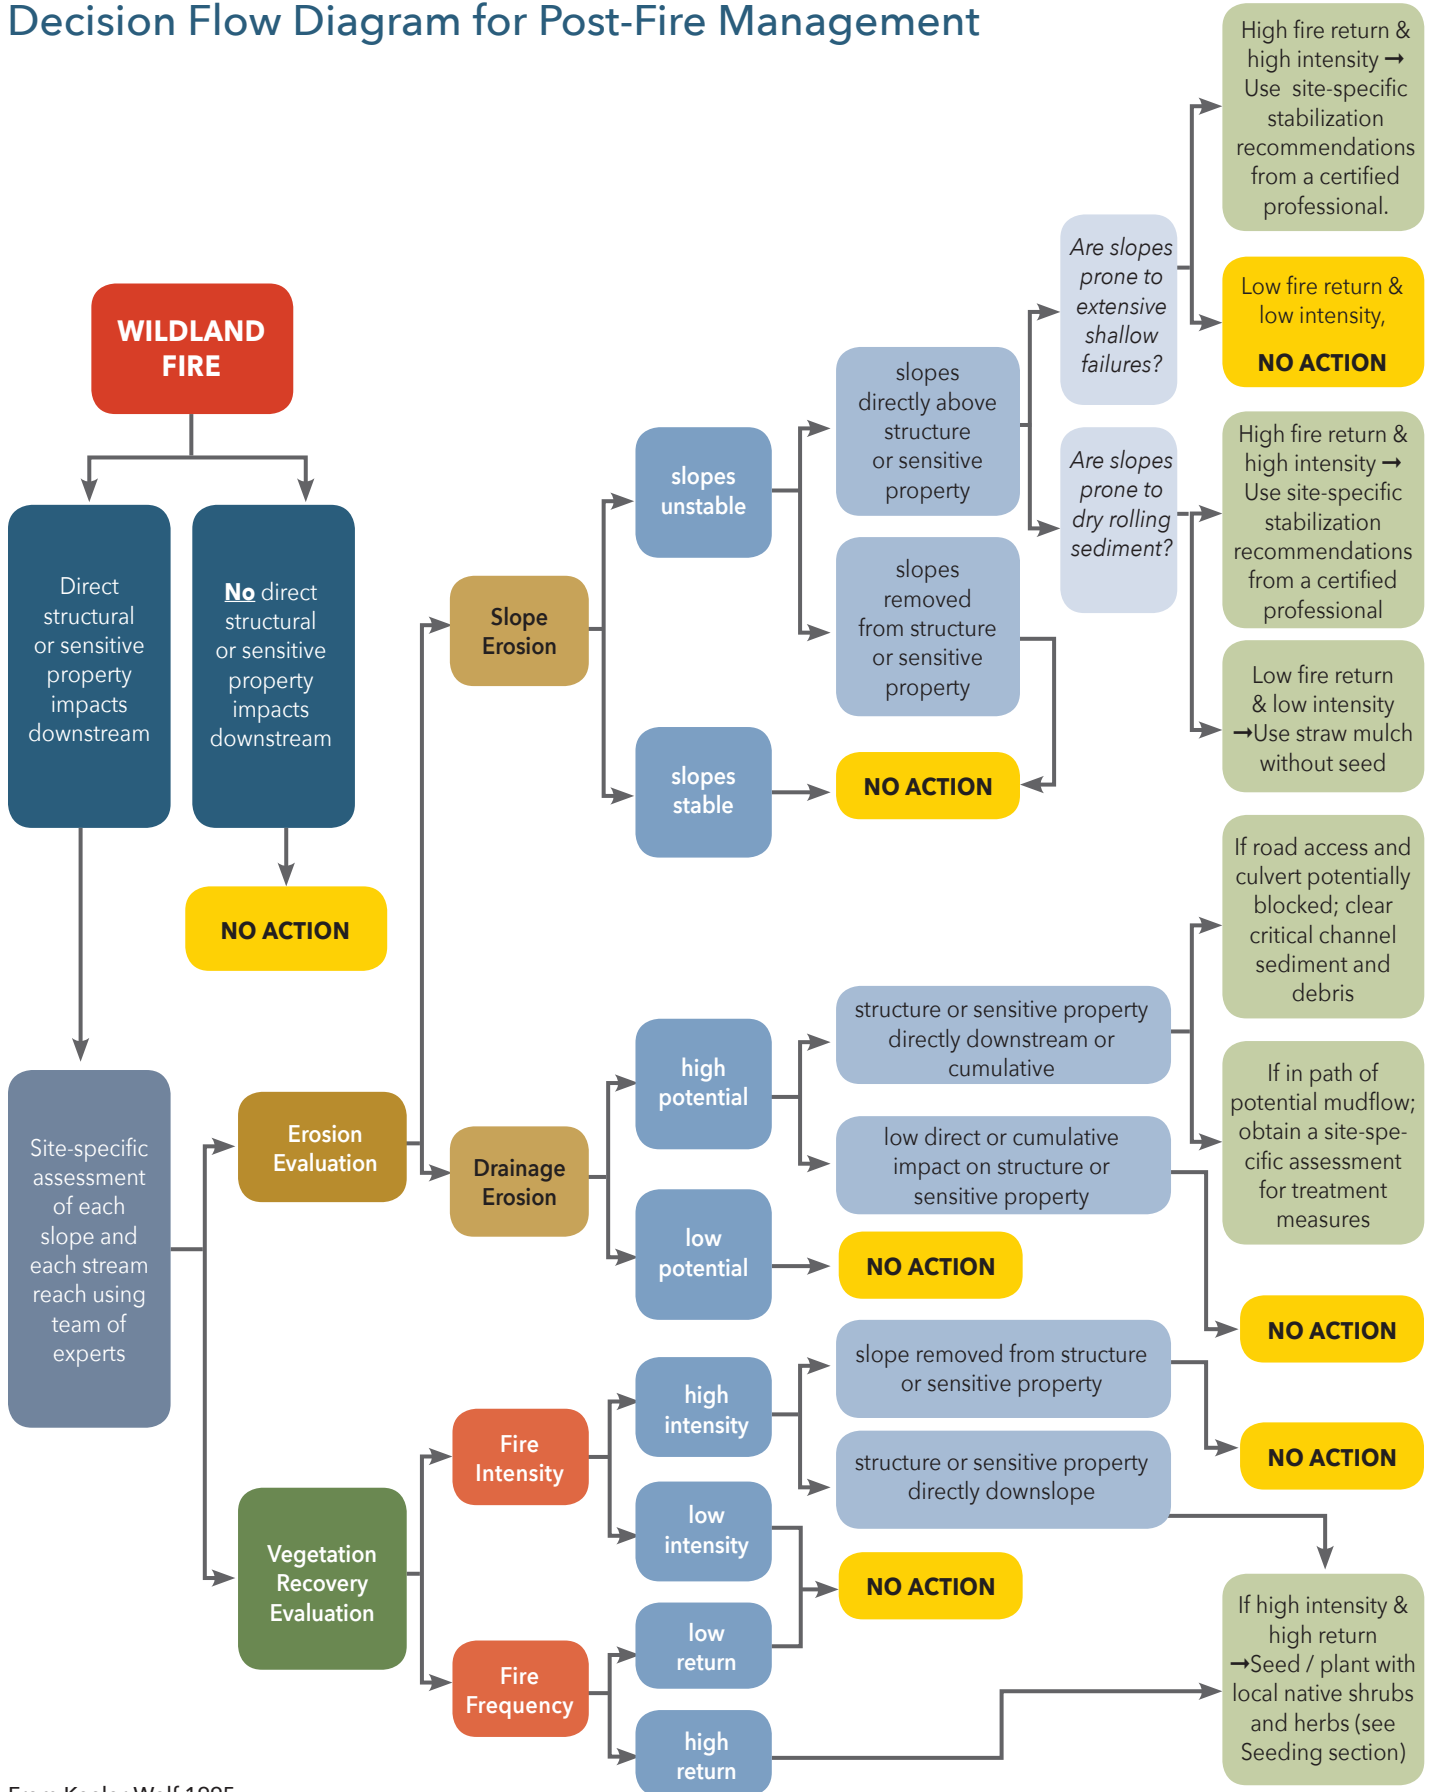 Decision Flow Diagram for Post-Fire Management
High fire return &
high intensity ➞
Use site-specific
stabilization
recommendations
from a certified
professional.
Are slopes
prone to
extensive
shallow
failures?
Low fire return &
low intensity,
NO ACTION
WILDLAND
FIRE
slopes
directly above
structure
or sensitive
property
slopes
unstable
Are slopes
prone to
dry rolling
sediment?
High fire return &
high intensity ➞
Use site-specific
stabilization
recommendations
from a certified
professional
Direct
structural
or sensitive
property
impacts
downstream
No direct
structural
or sensitive
property
impacts
downstream
Slope
Erosion
slopes
removed
from structure
or sensitive
property
Low fire return
& low intensity
➞Use straw mulch
without seed
slopes
stable
NO ACTION
NO ACTION
If road access and
culvert potentially
blocked; clear
critical channel
sediment and
debris
structure or sensitive property
directly downstream or
cumulative
high
potential
If in path of
potential mudflow;
obtain a site-spe-
cific assessment
for treatment
measures
Site-specific
assessment
of each
slope and
each stream
reach using
team of
experts
Erosion
Evaluation
Drainage
Erosion
low direct or cumulative
impact on structure or
sensitive property
low
potential
NO ACTION
NO ACTION
slope removed from structure
or sensitive property
high
intensity
Fire
Intensity
NO ACTION
structure or sensitive property
directly downslope
low
intensity
Vegetation
Recovery
Evaluation
NO ACTION
low
return
If high intensity &
high return
➞Seed / plant with
local native shrubs
and herbs (see
Seeding section)
Fire
Frequency
high
return